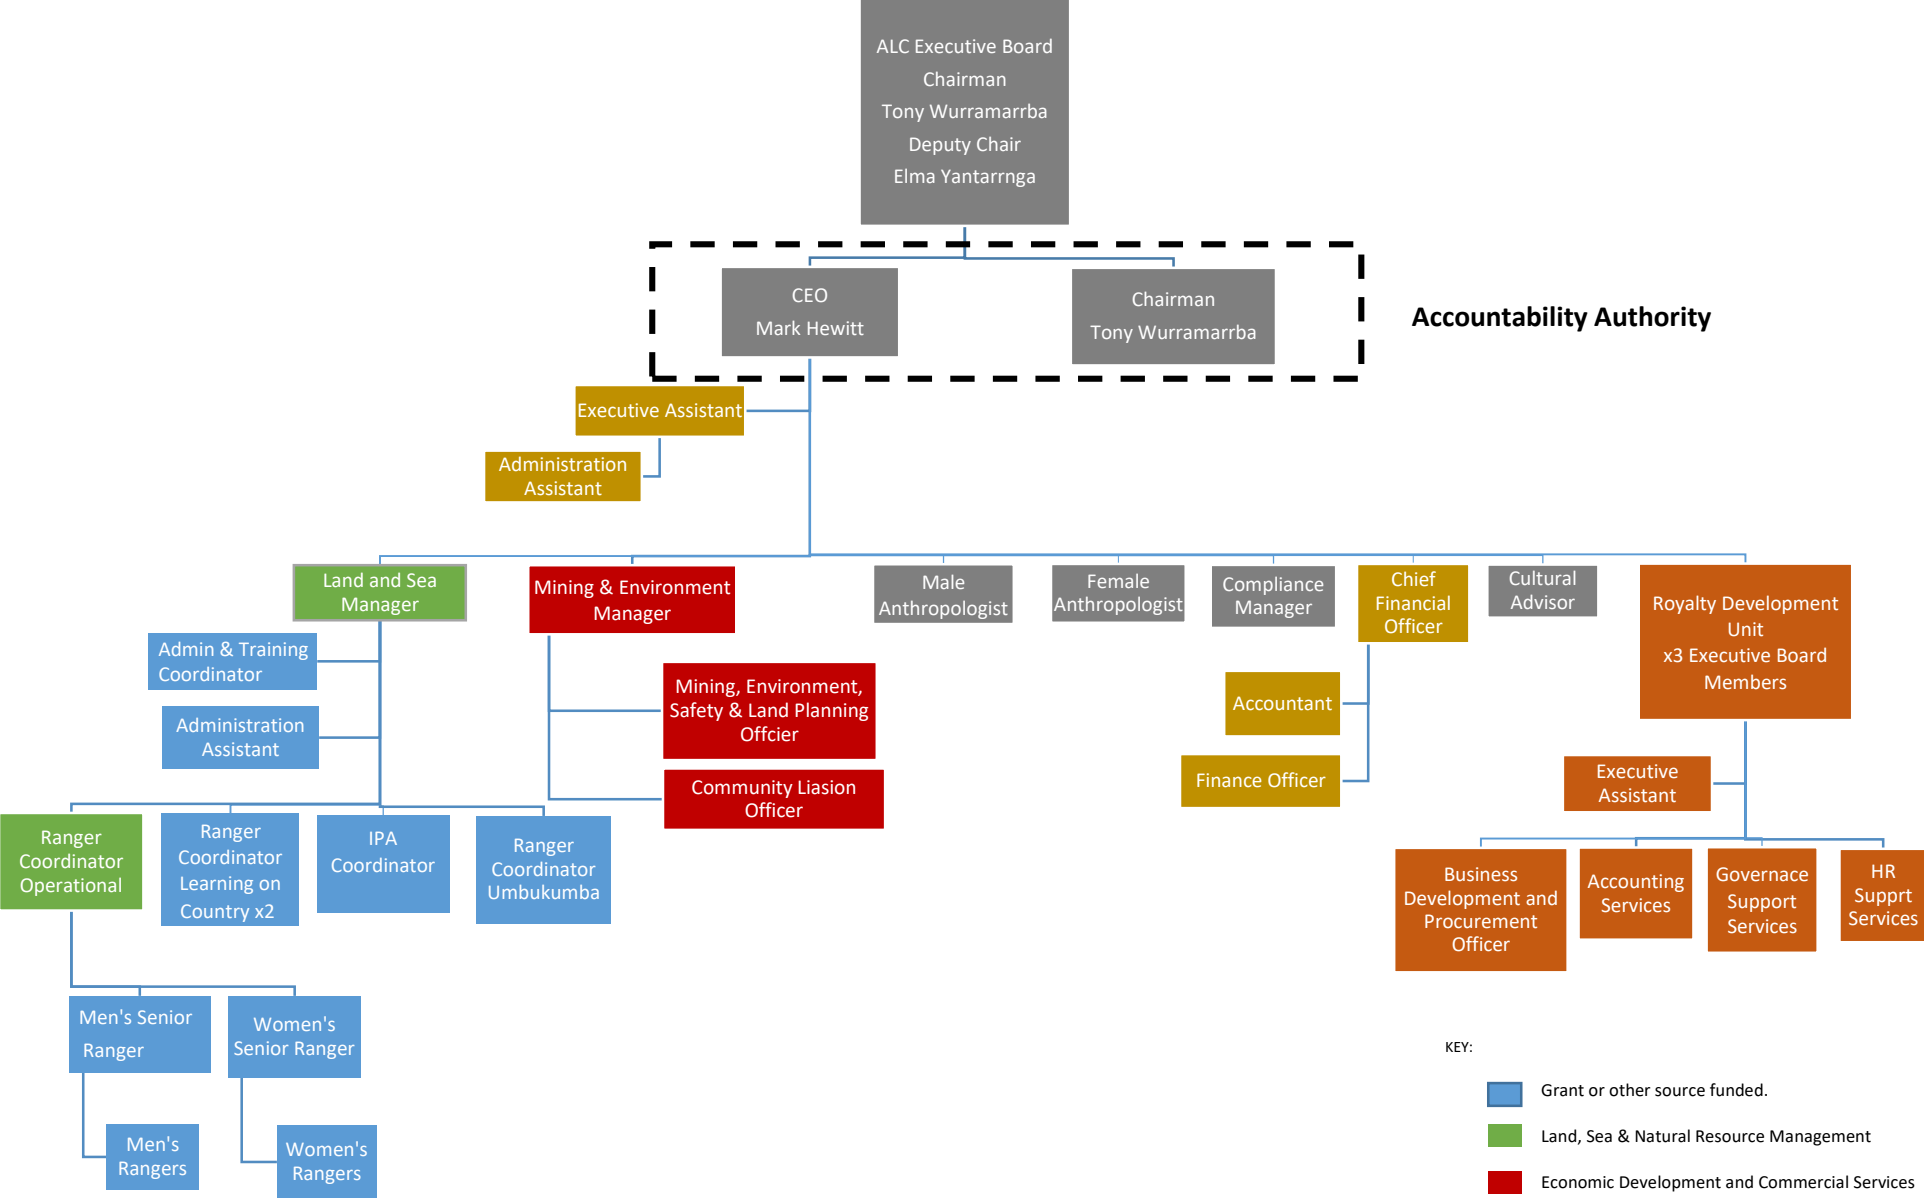 ALC Executive Board
Chairman
Tony Wurramarrba
Deputy Chair
Elma Yantarrnga
CEO
Mark Hewitt
Chairman
Tony Wurramarrba
Accountability Authority
Executive Assistant
Administration
Assistant
Land and Sea
Manager
Mining & Environment
Manager
Male
Anthropologist
Female
Anthropologist
Compliance
Manager
Chief
Financial
Officer
Cultural
Advisor
Royalty Development
Unit
x3 Executive Board
Members
Admin & Training
Coordinator
Administration
Assistant
Mining, Environment,
Safety & Land Planning
Offcier
Community Liasion
Officer
Accountant
Finance Officer
Executive
Assistant
Ranger
Coordinator
Operational
Ranger
Coordinator
Learning on
Country x2
IPA
Coordinator
Ranger
Coordinator
Umbukumba
Business
Development and
Procurement
Officer
Accounting
Services
Governace
Support
Services
HR
Supprt
Services
Men's Senior
Ranger
Women's
Senior Ranger
Men's
Rangers
Women's
Rangers
KEY:
Grant or other source funded.
Land, Sea & Natural Resource Management
Economic Development and Commercial Services